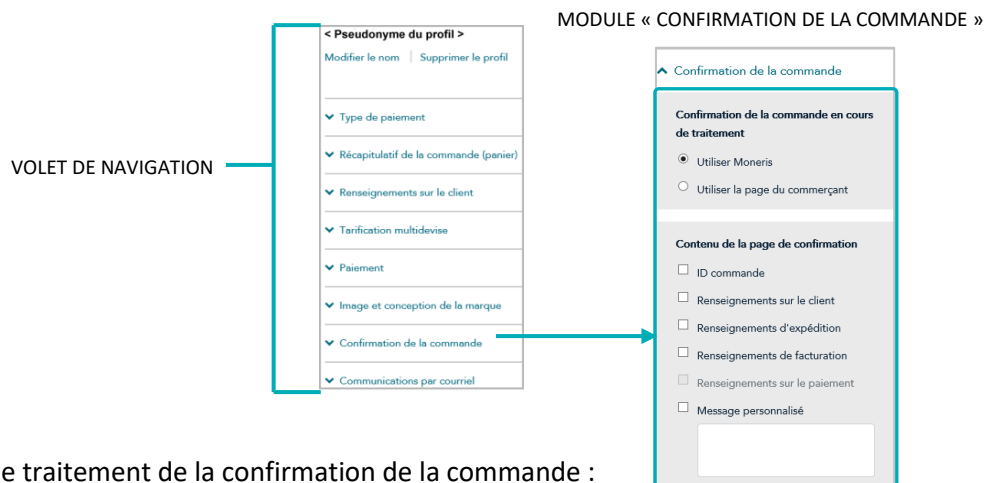 MODULE « CONFIRMATION DE LA COMMANDE »
< Pseudonyme du profil >
Modifier le nom | Supprimer le profil
Type de paiement
Récapitulatif de la commande (panier)
Renseignements sur le client
Tarification multidevise
Paiement
Image et conception de la marque
Confirmation de la commande
Communications par courriel
VOLET DE NAVIGATION
Confirmation de la commande
Confirmation de la commande en cours
de traitement
Utiliser Moneris
Utiliser la page du commerçant
Contenu de la page de confirmation
ID commande
Renseignements sur le client
Renseignements d'expédition
Renseignements de facturation
Renseignements sur le paiement
Message personnalisé
e traitement de la confirmation de la commande :